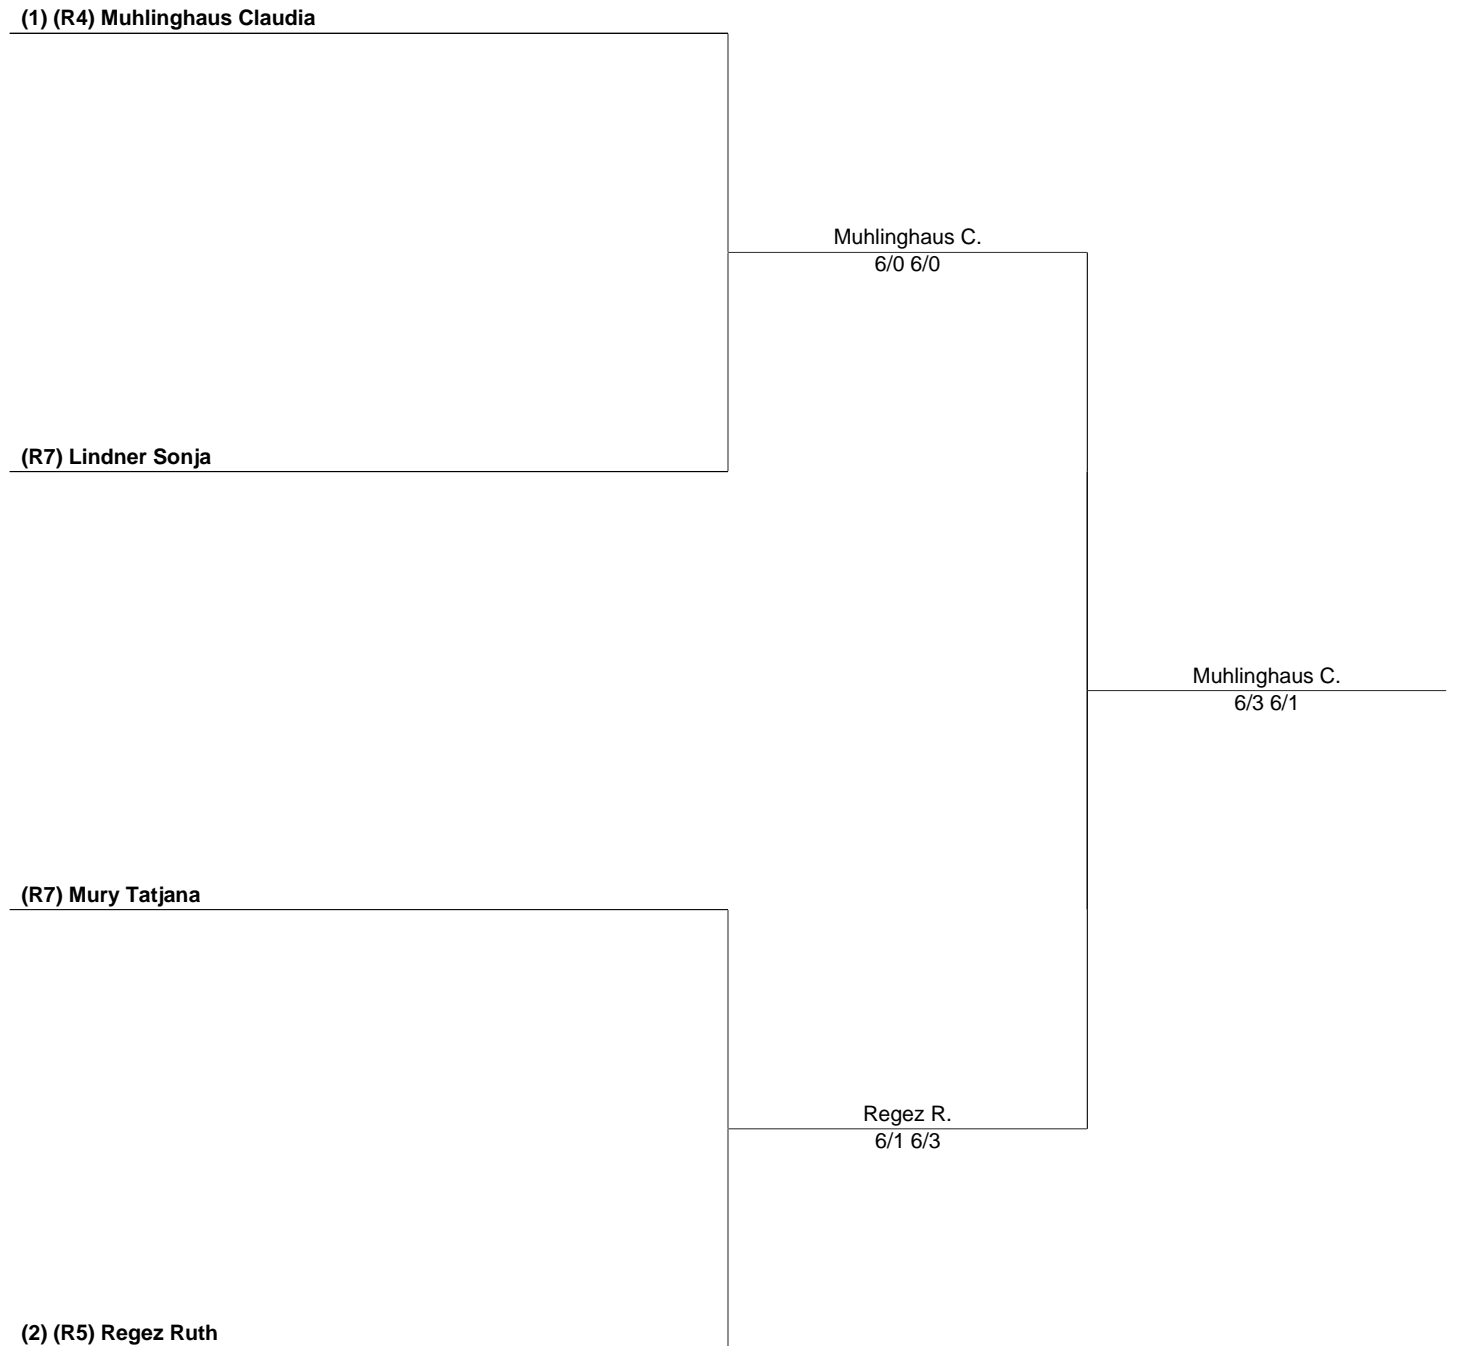 (1) (R4) Muhlinghaus Claudia
Muhlinghaus C.
6/0 6/0
(R7) Lindner Sonja
Muhlinghaus C.
6/3 6/1
(R7) Mury Tatjana
Regez R.
6/1 6/3
(2) (R5) Regez Ruth